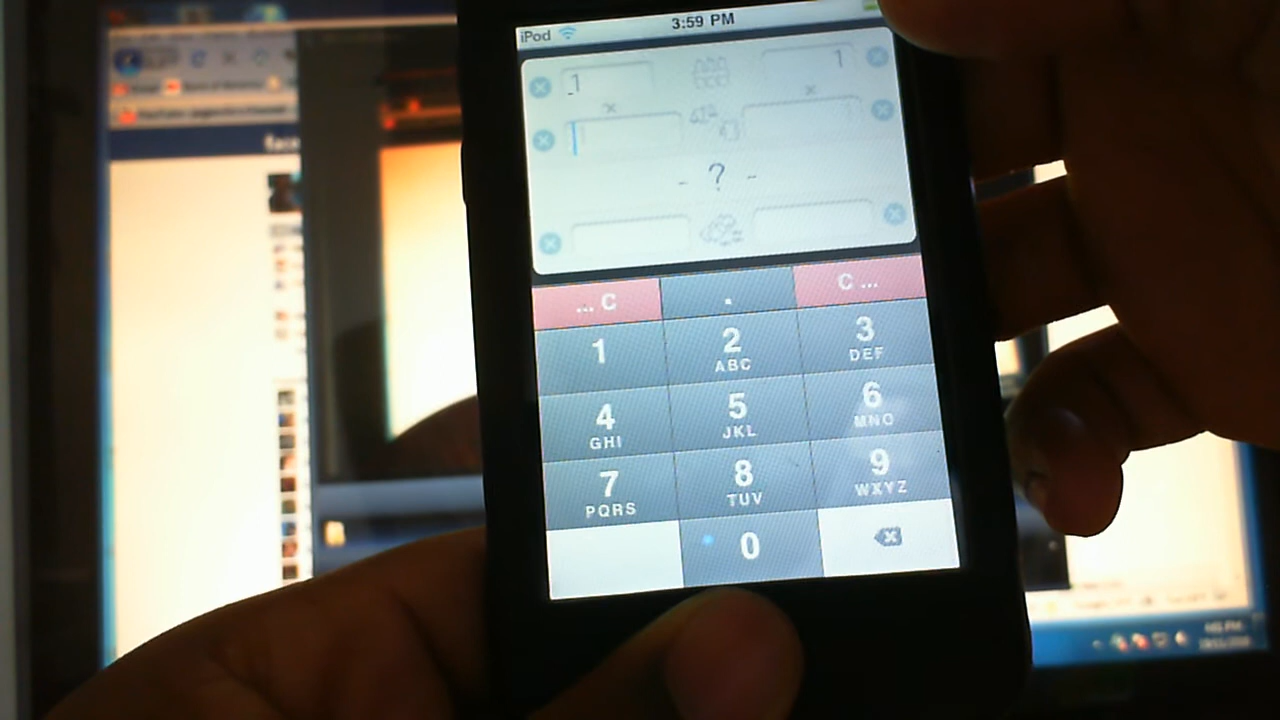 iPod 3:59 PM
1 1
x x
- ? -
... C . C ...
1 2 3
ABC DEF
4 5 6
GHI JKL MNO
7 8 9
PQRS TUV WXYZ
0